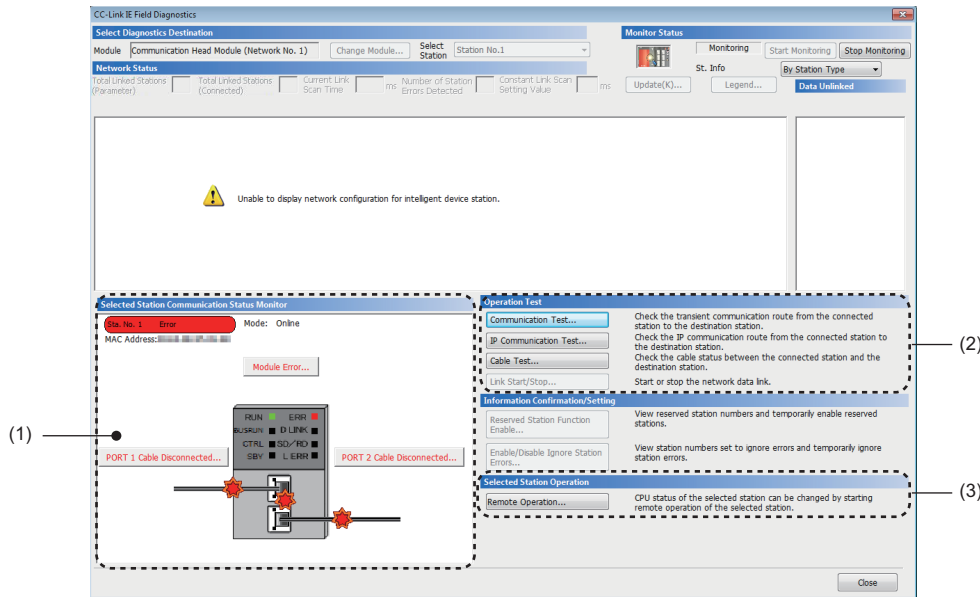 CC-Link IE Field Diagnostics
Select Diagnostics Destination
Module Communication Head Module (Network No. 1) Change Module... Select Station Station No.1
Monitor Status
Monitoring Start Monitoring Stop Monitoring
St. Info By Station Type
Update(K)... Legend... Data Unlinked
Network Status
Total Linked Stations (Parameter)
Total Linked Stations (Connected)
Current Link Scan Time ms
Number of Station Errors Detected
Constant Link Scan Setting Value ms
Unable to display network configuration for intelligent device station.
Selected Station Communication Status Monitor
Sta. No. 1 Error Mode: Online
MAC Address:
Module Error...
RUN ERR
BUSRUN D LINK
CTRL SD/RD
SBY L ERR
PORT 1 Cable Disconnected...
PORT 2 Cable Disconnected...
(1)
Operation Test
Communication Test... Check the transient communication route from the connected
station to the destination station.
IP Communication Test... Check the IP communication route from the connected station to
the destination station.
Cable Test... Check the cable status between the connected station and the
destination station.
Link Start/Stop... Start or stop the network data link.
(2)
Information Confirmation/Setting
Reserved Station Function
Enable...
View reserved station numbers and temporarily enable reserved
stations.
Enable/Disable Ignore Station
Errors...
View station numbers set to ignore errors and temporarily ignore
station errors.
Selected Station Operation
Remote Operation... CPU status of the selected station can be changed by starting
remote operation of the selected station.
(3)
Close